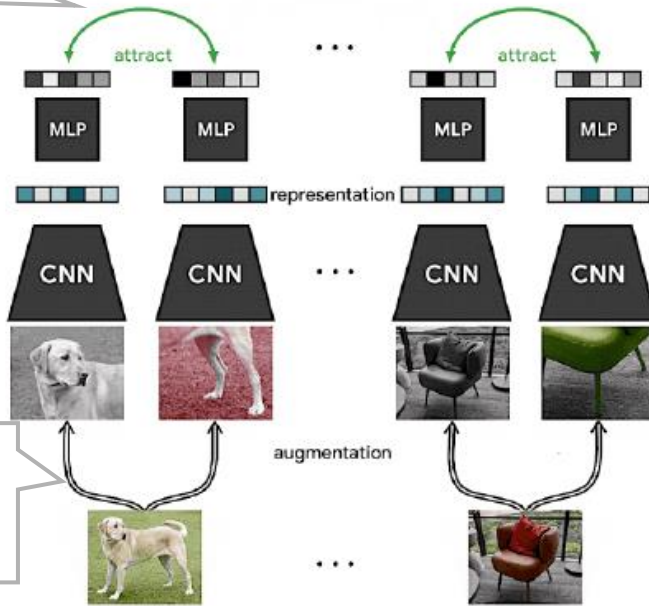 attract
attract
MLP
MLP
MLP
MLP
representation
CNN
CNN
CNN
CNN
augmentation